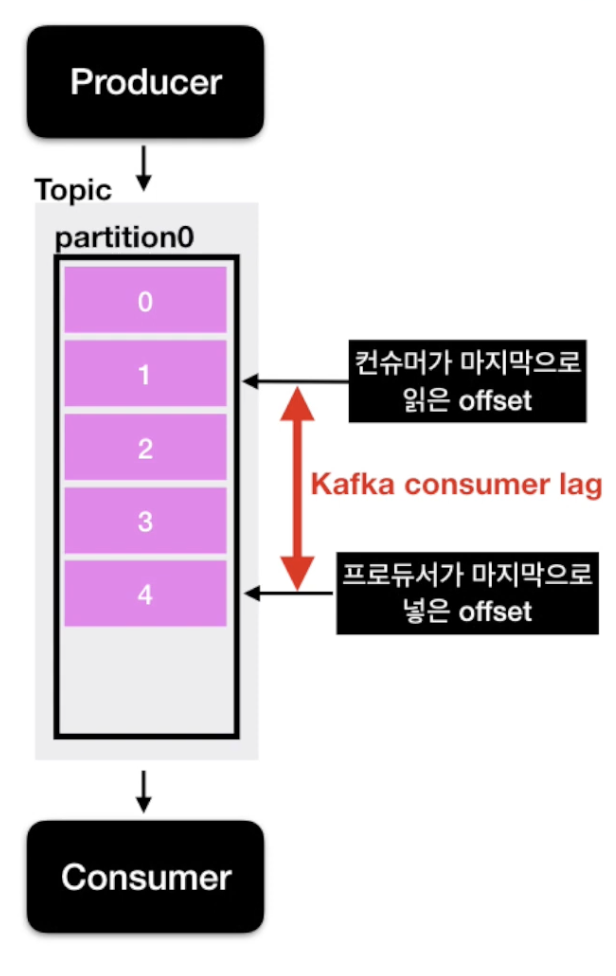 Producer
Topic
partition0
0
1
2
3
4
컨슈머가 마지막으로
읽은 offset
Kafka consumer lag
프로듀서가 마지막으로
넣은 offset
Consumer